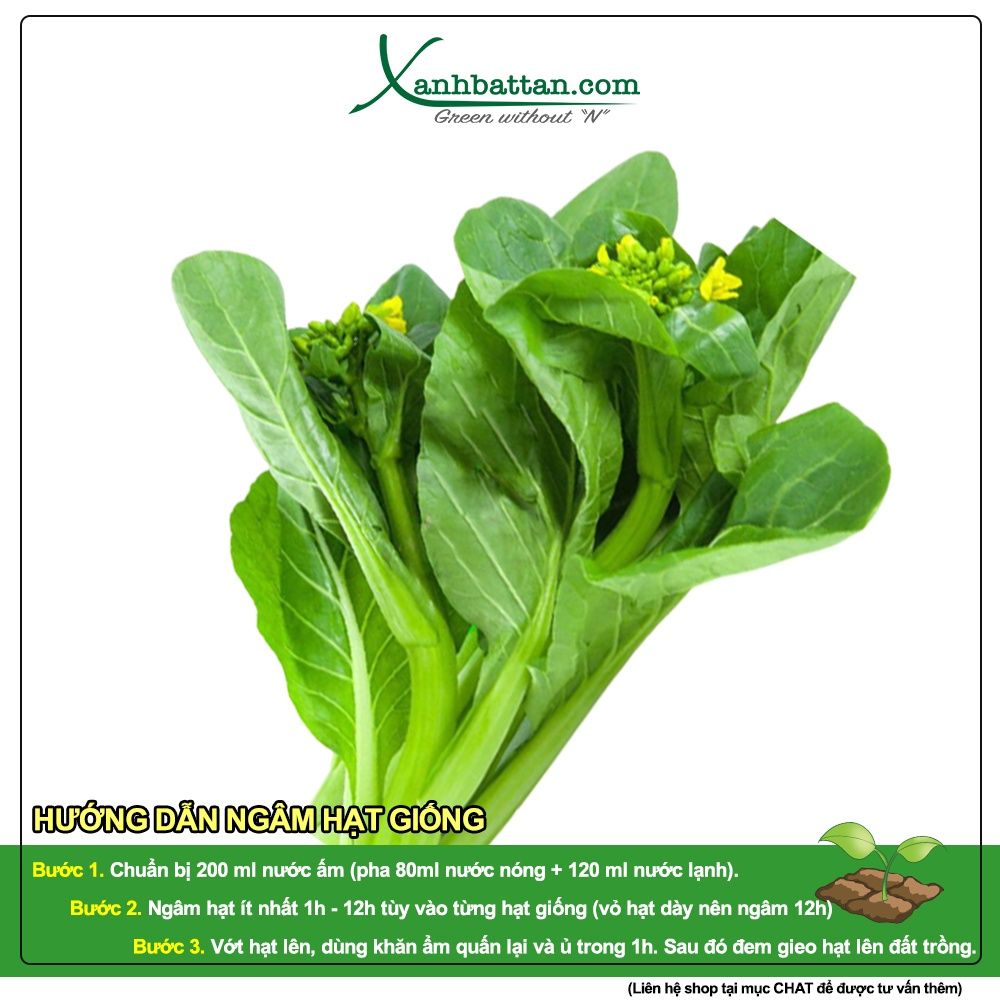 Xanhbattan.com
Green without "N"
HƯỚNG DẪN NGÂM HẠT GIỐNG
Bước 1. Chuẩn bị 200 ml nước ấm (pha 80ml nước nóng + 120 ml nước lạnh).
Bước 2. Ngâm hạt ít nhất 1h - 12h tùy vào từng hạt giống (vỏ hạt dày nên ngâm 12h)
Bước 3. Vớt hạt lên, dùng khăn ẩm quấn lại và ủ trong 1h. Sau đó đem gieo hạt lên đất trồng.
(Liên hệ shop tại mục CHAT để được tư vấn thêm)